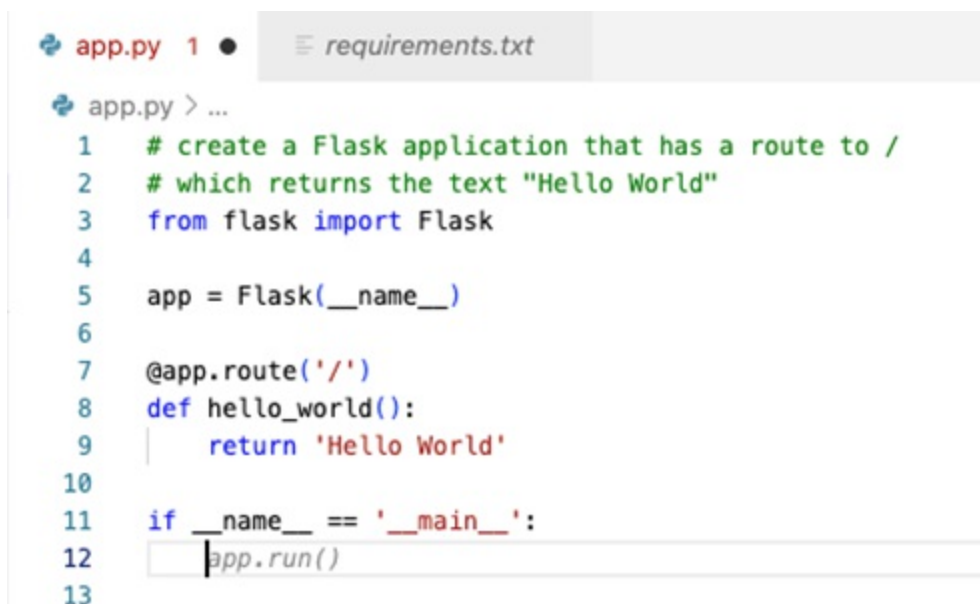 app.py 1 requirements.txt
app.py > ...
1 # create a Flask application that has a route to /
2 # which returns the text "Hello World"
3 from flask import Flask
4
5 app = Flask(__name__)
6
7 @app.route('/')
8 def hello_world():
9     return 'Hello World'
10
11 if __name__ == '__main__':
12     app.run()
13